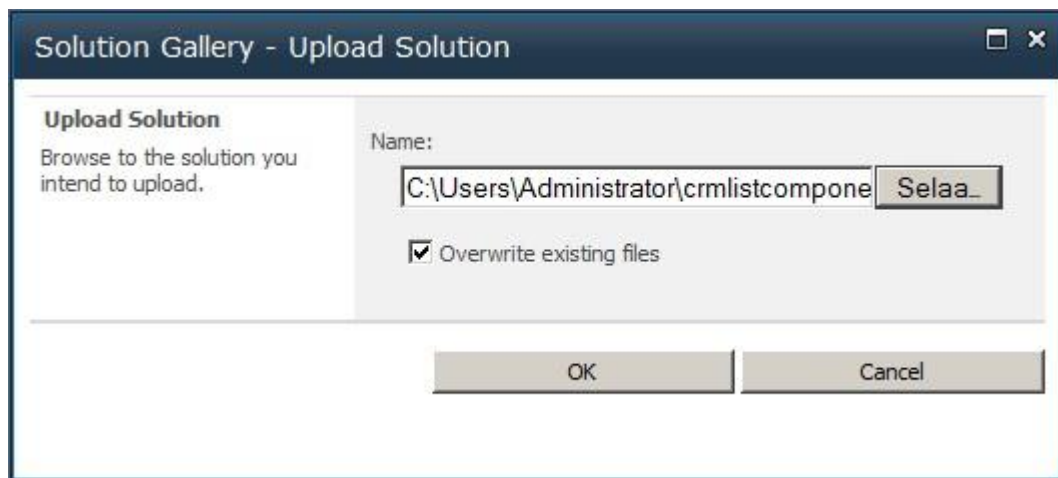 Solution Gallery - Upload Solution
Upload Solution
Browse to the solution you
intend to upload.
Name:
C:\Users\Administrator\crmlistcompone
Selaa...
Overwrite existing files
OK
Cancel